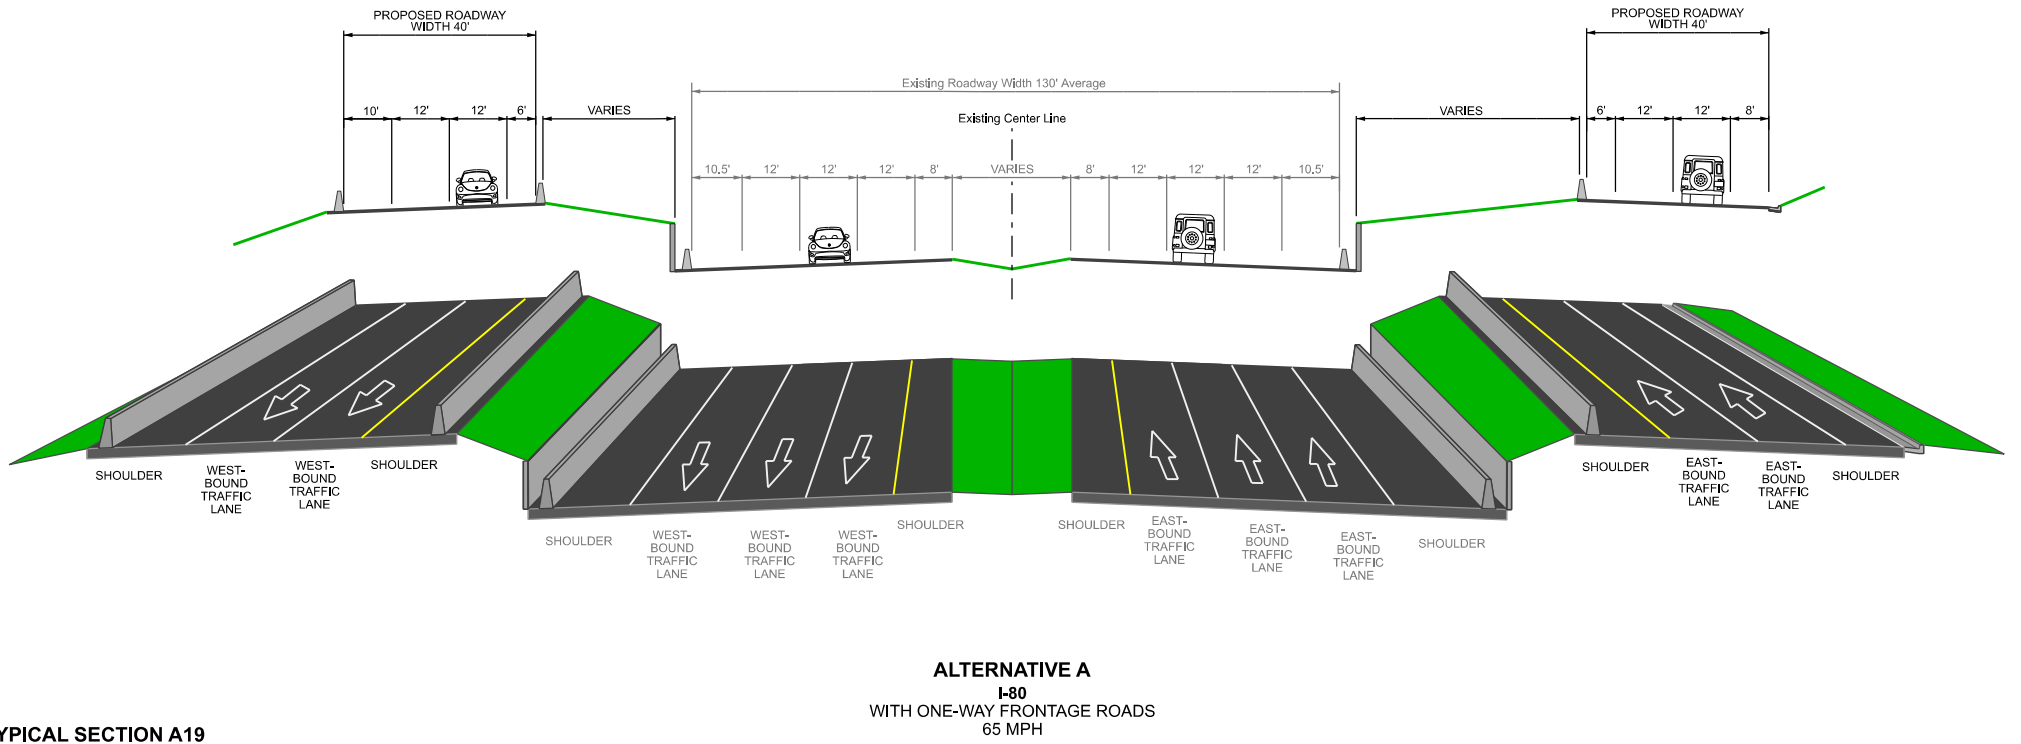 PROPOSED ROADWAY
WIDTH 40'
PROPOSED ROADWAY
WIDTH 40'
Existing Roadway Width 130' Average
10' 12' 12' 6' VARIES
Existing Center Line
VARIES 6' 12' 12' 8'
10.5' 12' 12' 12' 8' VARIES 8' 12' 12' 12' 10.5'
SHOULDER
WEST-
BOUND
TRAFFIC
LANE
WEST-
BOUND
TRAFFIC
LANE
SHOULDER
SHOULDER
WEST-
BOUND
TRAFFIC
LANE
WEST-
BOUND
TRAFFIC
LANE
WEST-
BOUND
TRAFFIC
LANE
SHOULDER
SHOULDER
EAST-
BOUND
TRAFFIC
LANE
EAST-
BOUND
TRAFFIC
LANE
EAST-
BOUND
TRAFFIC
LANE
SHOULDER
SHOULDER
EAST-
BOUND
TRAFFIC
LANE
EAST-
BOUND
TRAFFIC
LANE
SHOULDER
ALTERNATIVE A
I-80
WITH ONE-WAY FRONTAGE ROADS
65 MPH
YPICAL SECTION A19